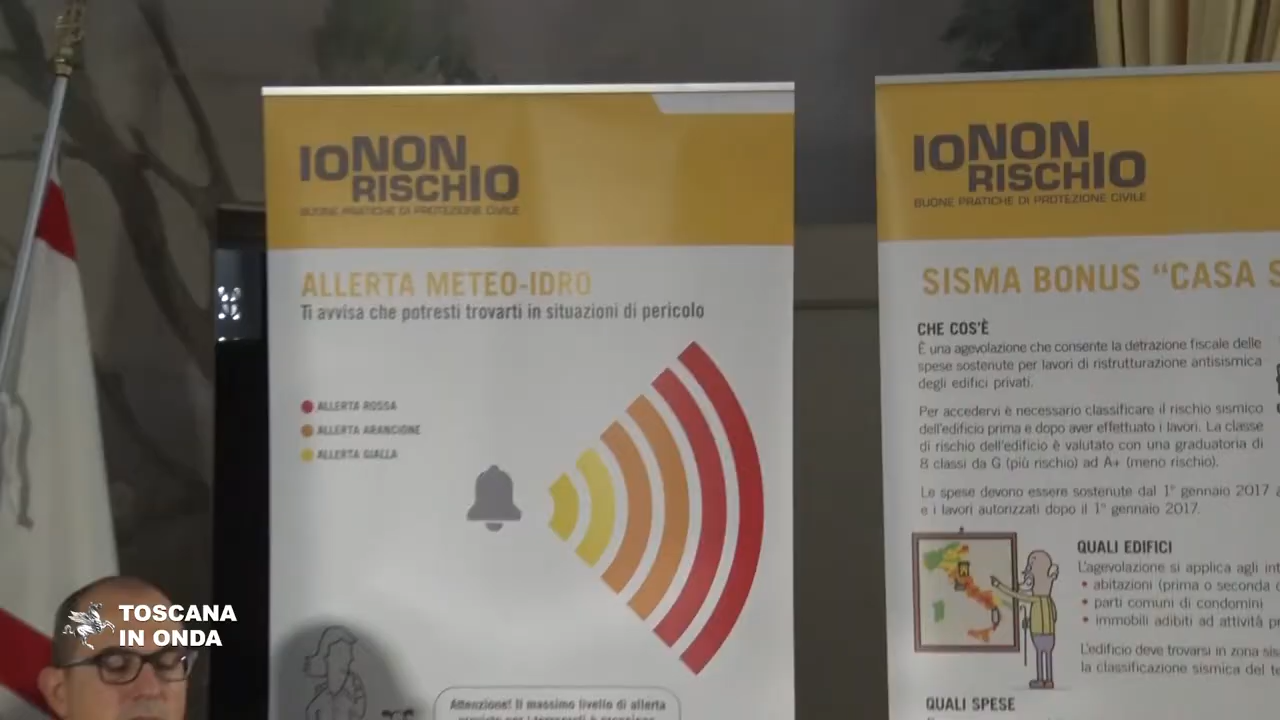 IO NON
RISCHIO
BUONE PRATICHE DI PROTEZIONE CIVILE
ALLERTA METEO-IDRO
Ti avvisa che potresti trovarti in situazioni di pericolo
ALLERTA ROSSA
ALLERTA ARANCIONE
ALLERTA GIALLA
Attenzione! Il massimo livello di allerta
IO NON
RISCHIO
BUONE PRATICHE DI PROTEZIONE CIVILE
SISMA BONUS “CASA S
CHE COS'È
È una agevolazione che consente la detrazione fiscale delle
spese sostenute per lavori di ristrutturazione antisismica
degli edifici privati.
Per accedervi è necessario classificare il rischio sismico
dell'edificio prima e dopo aver effettuato i lavori. La classe
di rischio dell'edificio è valutato con una graduatoria di
8 classi da G (più rischio) ad A+ (meno rischio).
Le spese devono essere sostenute dal 1° gennaio 2017 a
e i lavori autorizzati dopo il 1° gennaio 2017.
QUALI EDIFICI
L'agevolazione si applica agli int
• abitazioni (prima o seconda c
• parti comuni di condomini
• immobili adibiti ad attività pr
L'edificio deve trovarsi in zona sis
la classificazione sismica del te
QUALI SPESE
TOSCANA
IN ONDA